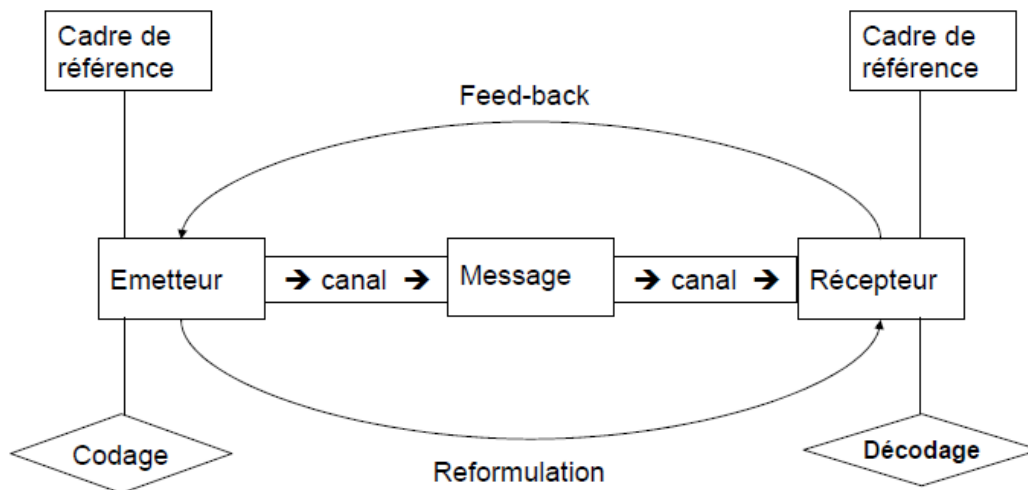 Cadre de
référence
Cadre de
référence
Feed-back
Emetteur
➔ canal ➔
Message
➔ canal ➔
Récepteur
Codage
Décodage
Reformulation